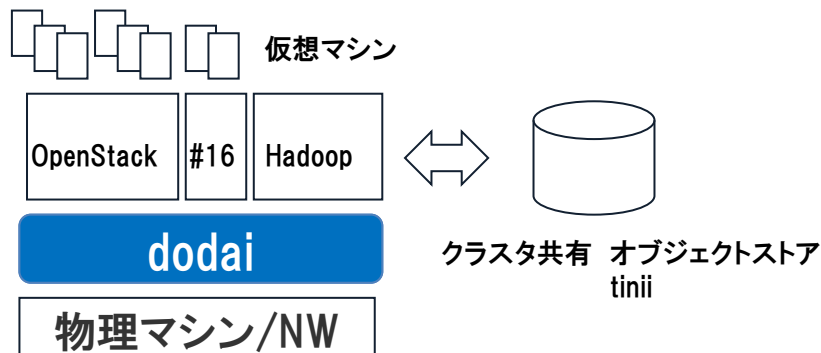 仮想マシン
OpenStack
#16
Hadoop
dodai
クラスタ共有 オブジェクトストア
tinii
物理マシン/NW